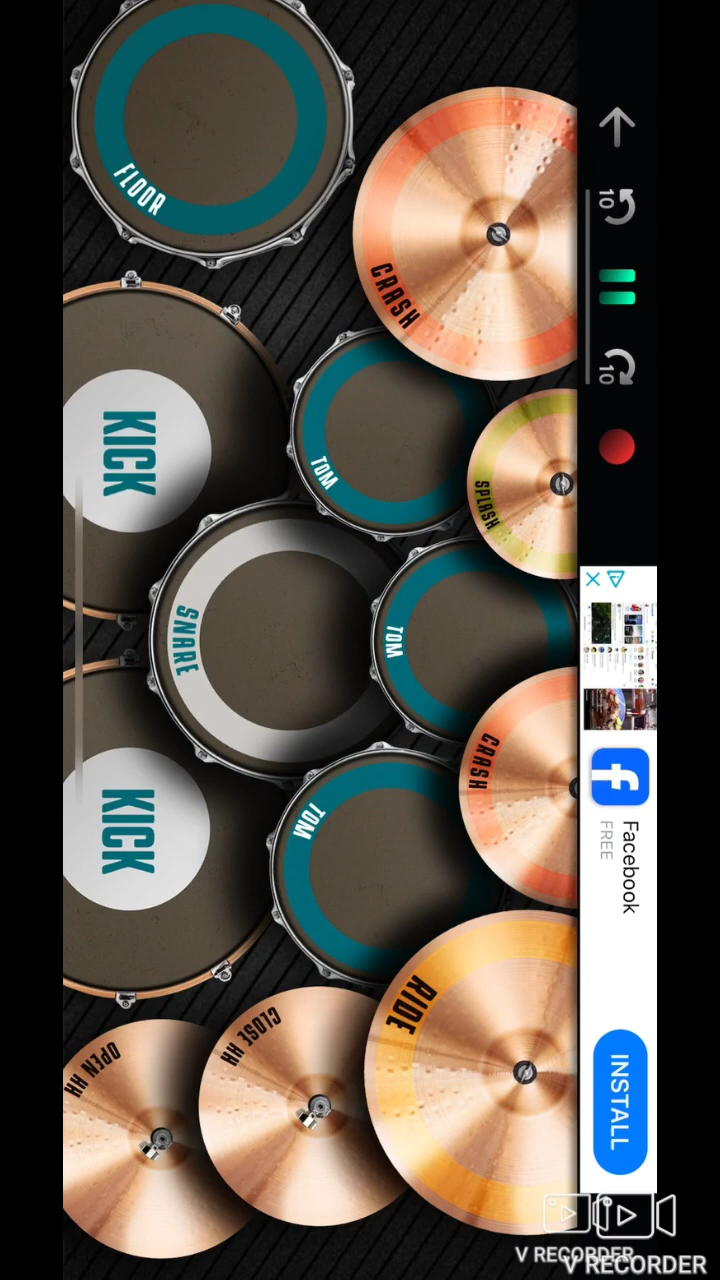 10
10
Facebook
FREE
INSTALL
CRASH
SPLASH
CRASH
RIDE
TOM
TOM
TOM
FLOOR
SNARE
CLOSE HH
OPEN HH
KICK
KICK
V RECORDER
V RECORDER